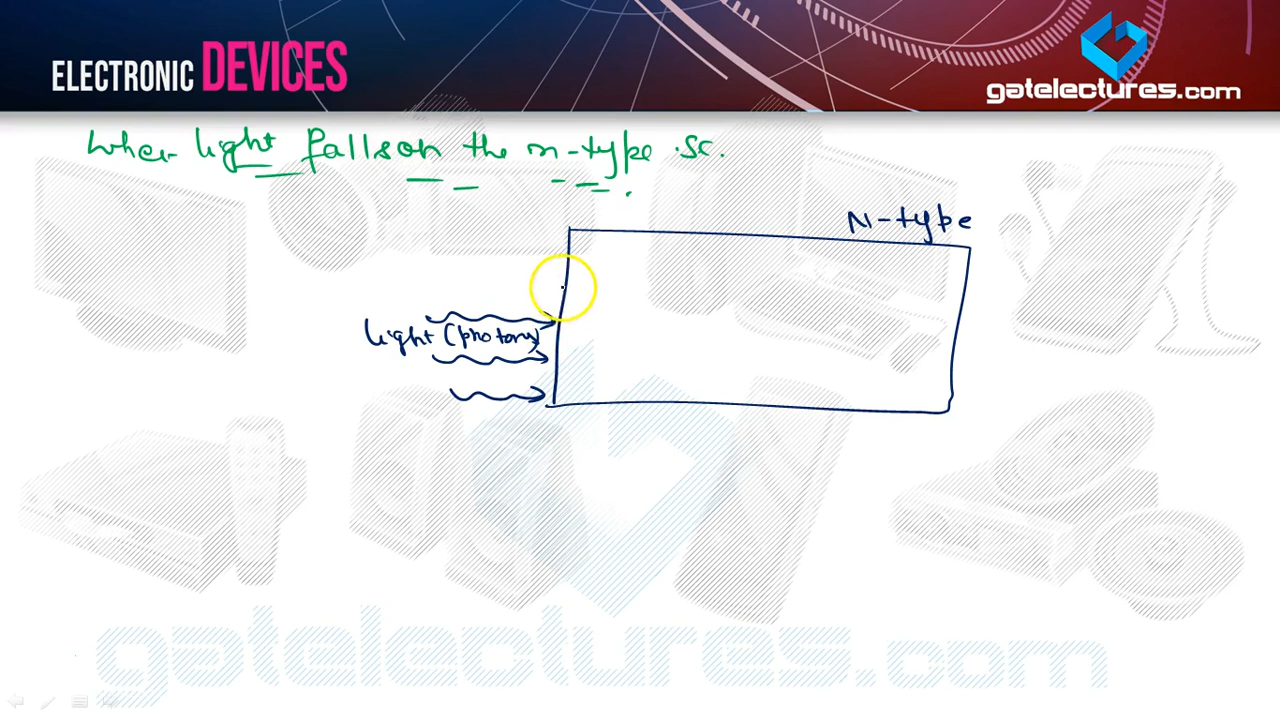 ELECTRONIC DEVICES
gatelectures.com
when light falls on the n-type .sc.
N-type
light (photons)
gatelectures.com